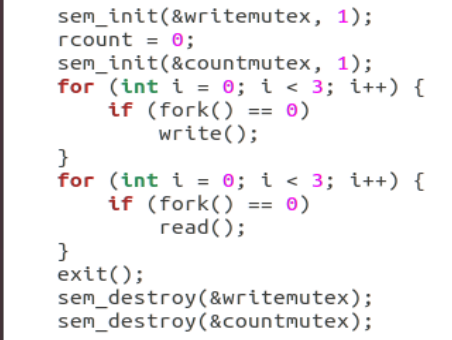 sem_init(&writemutex, 1);
rcount = 0;
sem_init(&countmutex, 1);
for (int i = 0; i < 3; i++) {
if (fork() == 0)
write();
}
for (int i = 0; i < 3; i++) {
if (fork() == 0)
read();
}
exit();
sem_destroy(&writemutex);
sem_destroy(&countmutex);